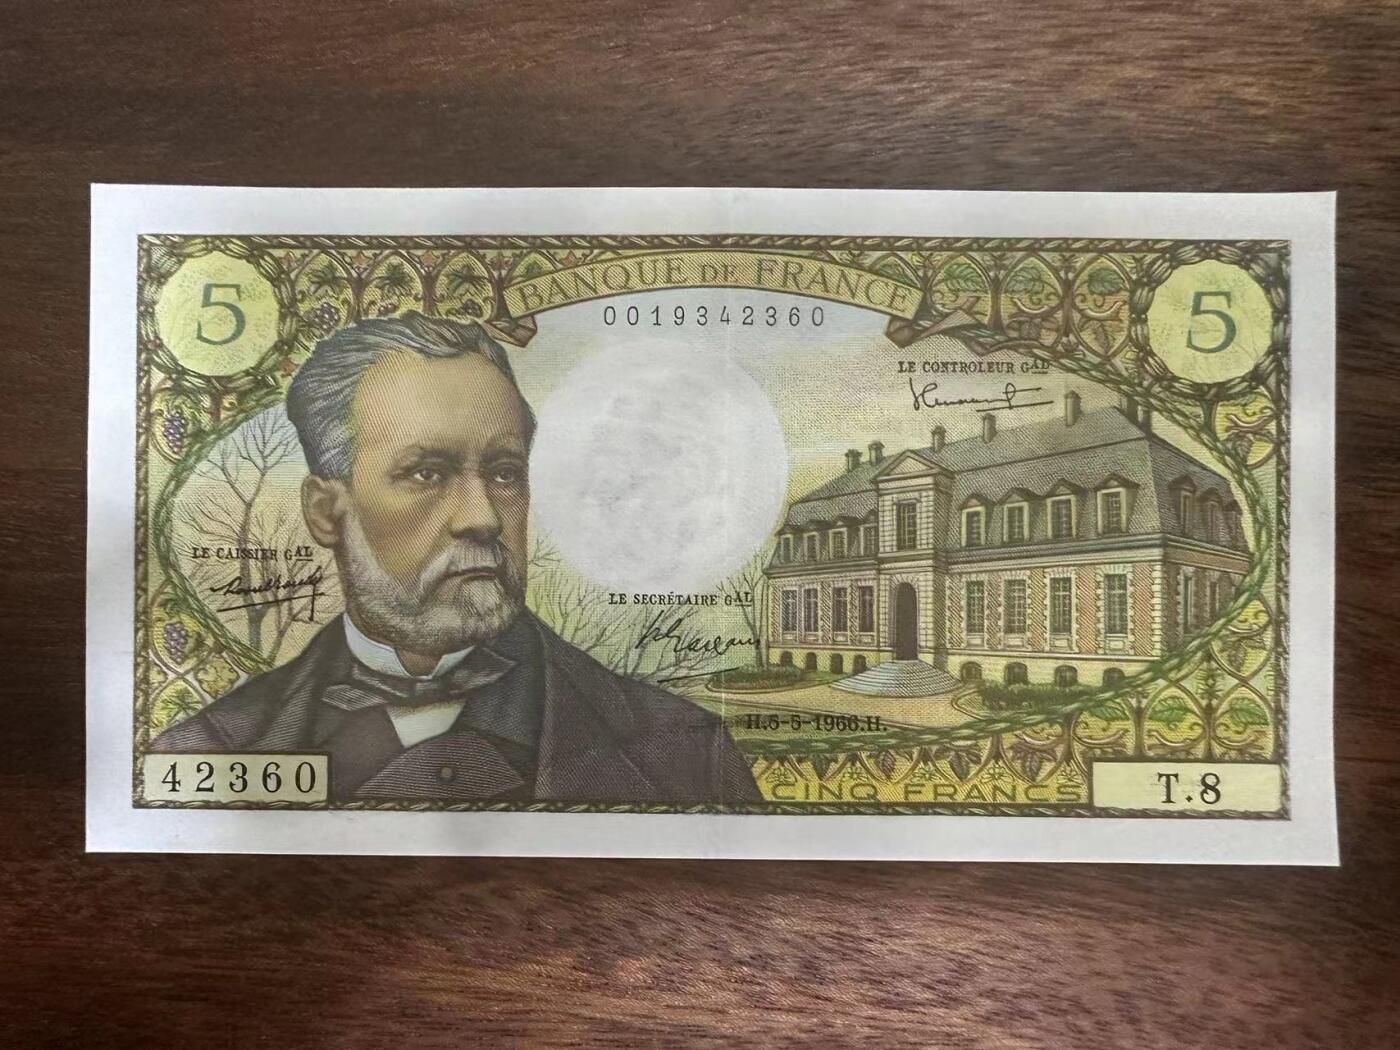 BANQUE DE FRANCE
5
5
0019342360
LE CONTROLEUR GAL
LE CAISSIER GAL
LE SECRÉTAIRE GAL
H.5-5-1966.H.
42360
CINQ FRANCS
T.8